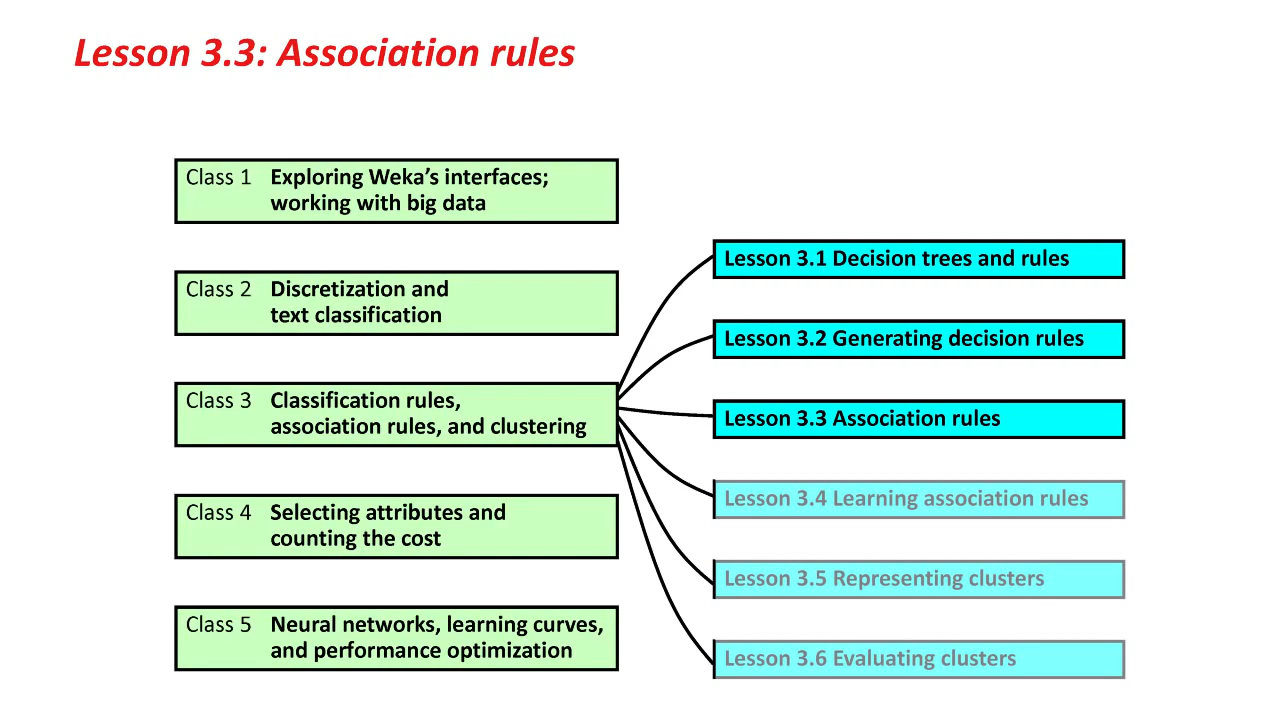 Lesson 3.3: Association rules
Class 1 Exploring Weka’s interfaces;
working with big data
Class 2 Discretization and
text classification
Class 3 Classification rules,
association rules, and clustering
Class 4 Selecting attributes and
counting the cost
Class 5 Neural networks, learning curves,
and performance optimization
Lesson 3.1 Decision trees and rules
Lesson 3.2 Generating decision rules
Lesson 3.3 Association rules
Lesson 3.4 Learning association rules
Lesson 3.5 Representing clusters
Lesson 3.6 Evaluating clusters